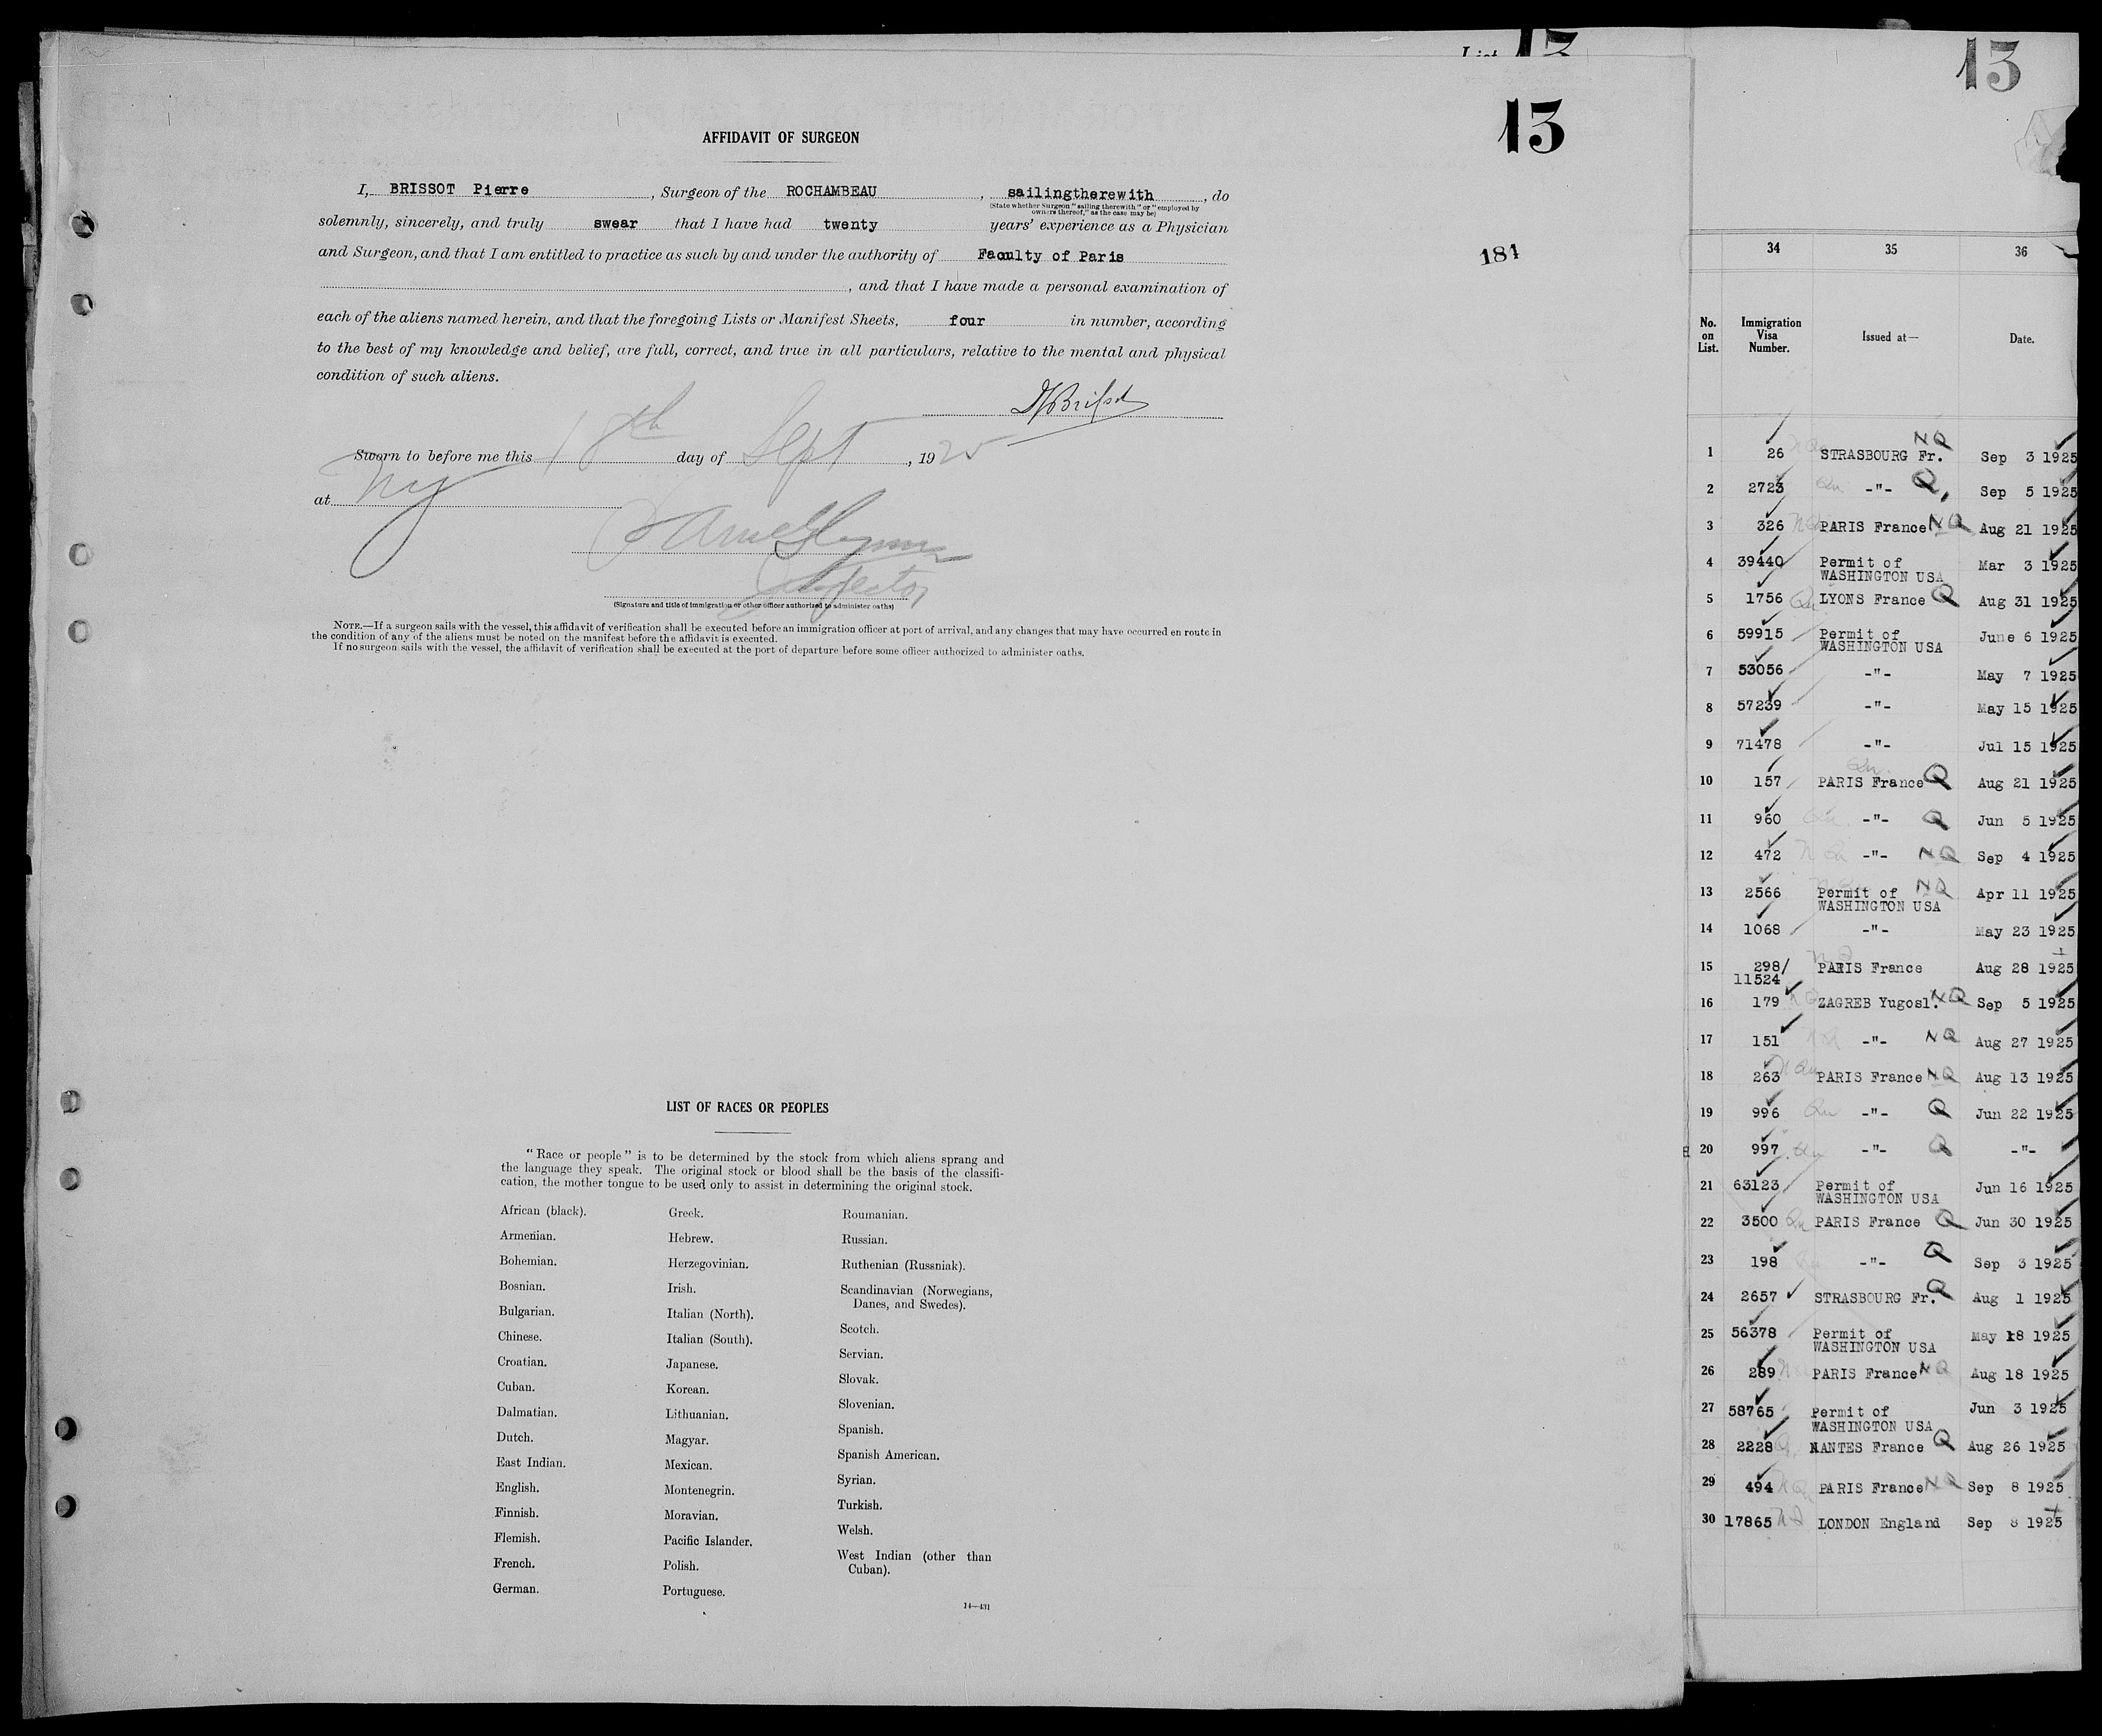 13
13
AFFIDAVIT OF SURGEON
I, BRISSOT Pierre, Surgeon of the ROCHAMBEAU, sailingtherewith, do
(State whether Surgeon "sailing therewith" or "employed by
owners thereof," as the case may be)
solemnly, sincerely, and truly swear that I have had twenty years' experience as a Physician
and Surgeon, and that I am entitled to practice as such by and under the authority of Faculty of Paris
, and that I have made a personal examination of
each of the aliens named herein, and that the foregoing Lists or Manifest Sheets, four in number, according
to the best of my knowledge and belief, are full, correct, and true in all particulars, relative to the mental and physical
condition of such aliens.
Sworn to before me this 18th day of Sept, 1925
at NY
Inspector
(Signature and title of immigration or other officer authorized to administer oaths)
NOTE.—If a surgeon sails with the vessel, this affidavit of verification shall be executed before an immigration officer at port of arrival, and any changes that may have occurred en route in
the condition of any of the aliens must be noted on the manifest before the affidavit is executed.
If no surgeon sails with the vessel, the affidavit of verification shall be executed at the port of departure before some officer authorized to administer oaths.
184
LIST OF RACES OR PEOPLES
"Race or people" is to be determined by the stock from which aliens sprang and
the language they speak. The original stock or blood shall be the basis of the classifi-
cation, the mother tongue to be used only to assist in determining the original stock.
African (black).
Armenian.
Bohemian.
Bosnian.
Bulgarian.
Chinese.
Croatian.
Cuban.
Dalmatian.
Dutch.
East Indian.
English.
Finnish.
Flemish.
French.
German.
Greek.
Hebrew.
Herzegovinian.
Irish.
Italian (North).
Italian (South).
Japanese.
Korean.
Lithuanian.
Magyar.
Mexican.
Montenegrin.
Moravian.
Pacific Islander.
Polish.
Portuguese.
Roumanian.
Russian.
Ruthenian (Russniak).
Scandinavian (Norwegians,
Danes, and Swedes).
Scotch.
Servian.
Slovak.
Slovenian.
Spanish.
Spanish American.
Syrian.
Turkish.
Welsh.
West Indian (other than
Cuban).
14—431
13
34 35 36
No. on List. Immigration Visa Number. Issued at— Date.
1 26 STRASBOURG Fr. NQ Sep 3 1925
2 2723 -"- Q Sep 5 1925
3 326 PARIS France NQ Aug 21 1925
4 39440 Permit of Mar 3 1925
WASHINGTON USA
5 1756 Qu LYONS France Q Aug 31 1925
6 59915 Permit of June 6 1925
WASHINGTON USA
7 53056 -"- May 7 1925
8 57239 -"- May 15 1925
9 71478 -"- Jul 15 1925
10 157 PARIS France Q Aug 21 1925
11 960 -"- Q Jun 5 1925
12 472 -"- NQ Sep 4 1925
13 2566 Permit of NQ Apr 11 1925
WASHINGTON USA
14 1068 -"- May 23 1925
15 298/ PARIS France Aug 28 1925
11524
16 179 ZAGREB Yugosl. NQ Sep 5 1925
17 151 -"- NQ Aug 27 1925
18 263 PARIS France NQ Aug 13 1925
19 996 Qu -"- Q Jun 22 1925
20 997 Qu -"- Q -"-
21 63123 Permit of Jun 16 1925
WASHINGTON USA
22 3500 Qu PARIS France Q Jun 30 1925
23 198 -"- Q Sep 3 1925
24 2657 STRASBOURG Fr. Q Aug 1 1925
25 56378 Permit of May 18 1925
WASHINGTON USA
26 289 PARIS France NQ Aug 18 1925
27 58765 Permit of Jun 3 1925
WASHINGTON USA
28 2228 NANTES France Q Aug 26 1925
29 494 PARIS France NQ Sep 8 1925
30 17865 LONDON England Sep 8 1925